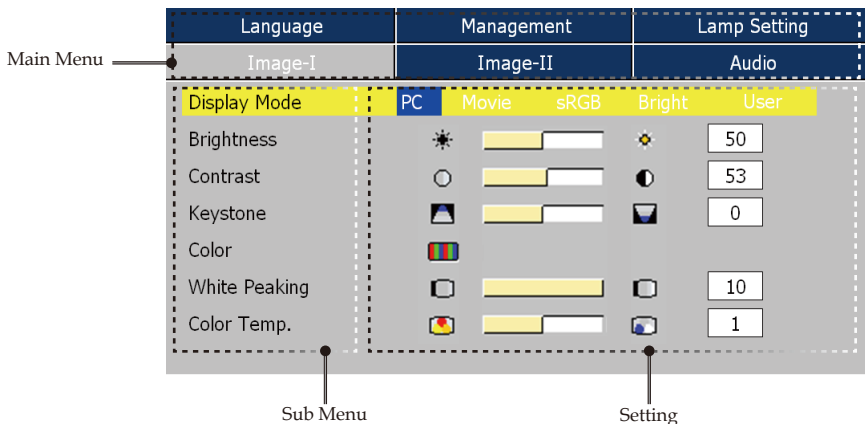 Language Management Lamp Setting
Main Menu
Image-I Image-II Audio
Display Mode PC Movie sRGB Bright User
Brightness 50
Contrast 53
Keystone 0
Color
White Peaking 10
Color Temp. 1
Sub Menu Setting